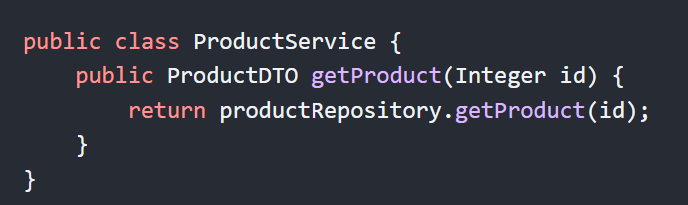 public class ProductService {
    public ProductDTO getProduct(Integer id) {
        return productRepository.getProduct(id);
    }
}